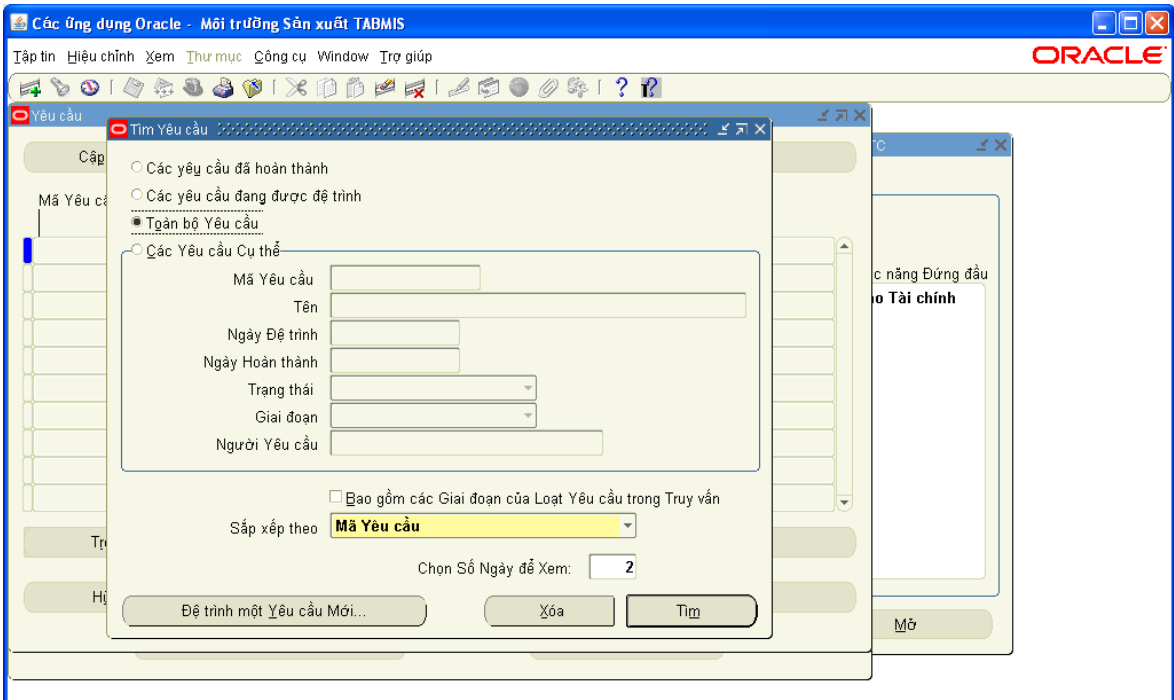 Các ứng dụng Oracle - Môi trường Sản xuất TABMIS
Tập tin Hiệu chỉnh Xem Thư mục Công cụ Window Trợ giúp
ORACLE
Yêu cầu
Tìm Yêu cầu
TC
Cập
Các yêu cầu đã hoàn thành
Mã Yêu cầ
Các yêu cầu đang được đệ trình
Toàn bộ Yêu cầu
Các Yêu cầu Cụ thể
Mã Yêu cầu
c năng Đứng đầu
Tên
io Tài chính
Ngày Đệ trình
Ngày Hoàn thành
Trạng thái
Giai đoạn
Người Yêu cầu
Bao gồm các Giai đoạn của Loạt Yêu cầu trong Truy vấn
Sắp xếp theo Mã Yêu cầu
Chọn Số Ngày để Xem: 2
Đệ trình một Yêu cầu Mới... Xóa Tìm
Mở